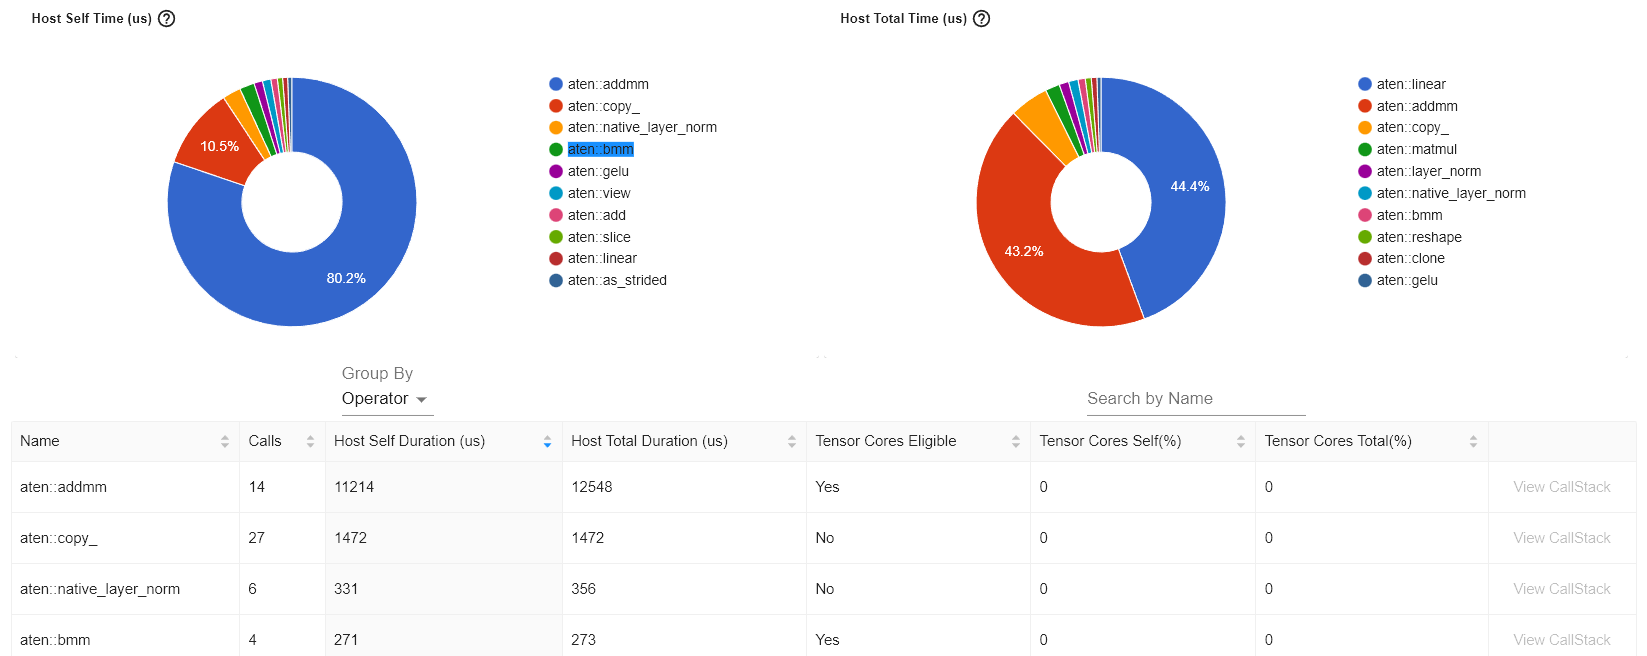 Host Self Time (us) ?
Host Total Time (us) ?
10.5%
80.2%
aten::addmm
aten::copy_
aten::native_layer_norm
aten::bmm
aten::gelu
aten::view
aten::add
aten::slice
aten::linear
aten::as_strided
44.4%
43.2%
aten::linear
aten::addmm
aten::copy_
aten::matmul
aten::layer_norm
aten::native_layer_norm
aten::bmm
aten::reshape
aten::clone
aten::gelu
Group By
Operator
Search by Name
Name Calls Host Self Duration (us) Host Total Duration (us) Tensor Cores Eligible Tensor Cores Self(%) Tensor Cores Total(%)
aten::addmm 14 11214 12548 Yes 0 0 View CallStack
aten::copy_ 27 1472 1472 No 0 0 View CallStack
aten::native_layer_norm 6 331 356 No 0 0 View CallStack
aten::bmm 4 271 273 Yes 0 0 View CallStack